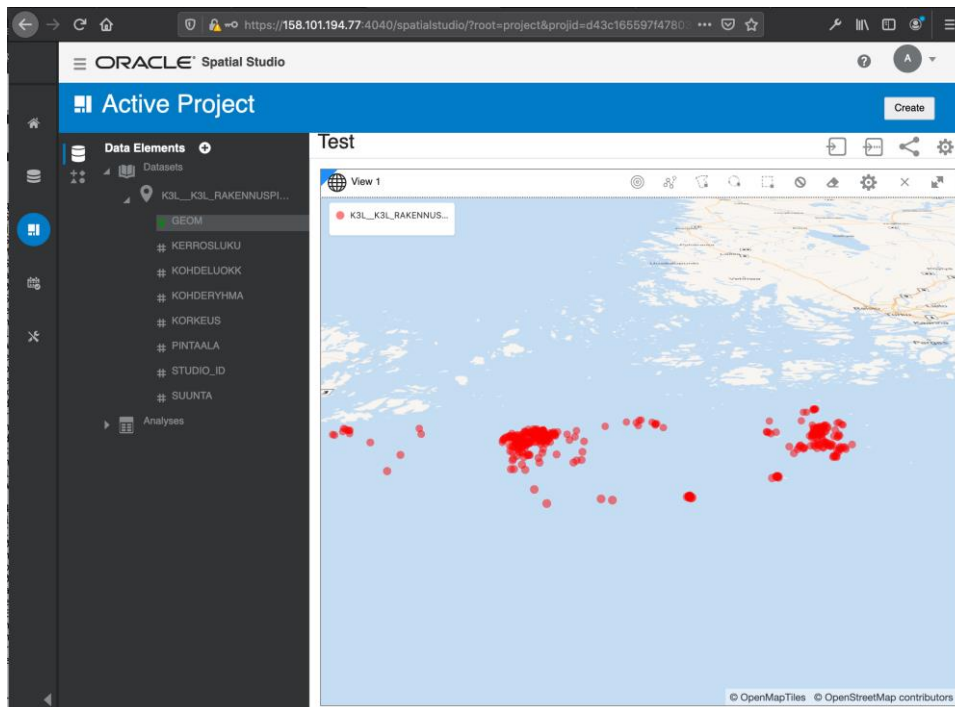 https://158.101.194.77:4040/spatialstudio/?root=project&projid=d43c165597f4780
ORACLE Spatial Studio
A
Active Project
Create
Data Elements
Datasets
K3L__K3L_RAKENNUSPI...
GEOM
KERROSLUKU
KOHDELUOKK
KOHDERYHMA
KORKEUS
PINTAALA
STUDIO_ID
SUUNTA
Analyses
Test
View 1
K3L__K3L_RAKENNUS...
© OpenMapTiles © OpenStreetMap contributors